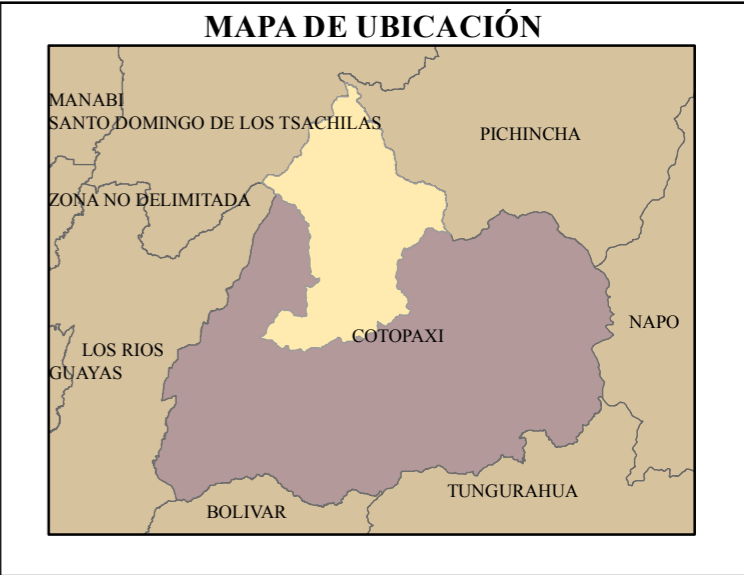 MAPA DE UBICACIÓN
MANABI
SANTO DOMINGO DE LOS TSACHILAS
PICHINCHA
ZONA NO DELIMITADA
NAPO
COTOPAXI
LOS RIOS
GUAYAS
TUNGURAHUA
BOLIVAR